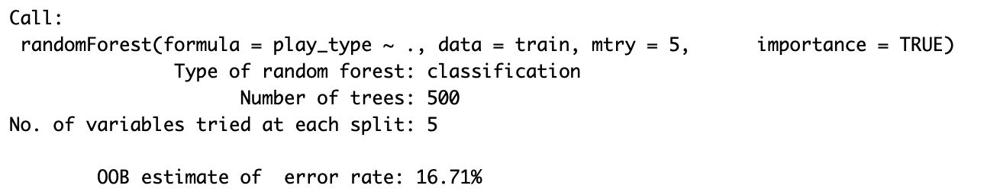 Call:
 randomForest(formula = play_type ~ ., data = train, mtry = 5,      importance = TRUE)
               Type of random forest: classification
                     Number of trees: 500
No. of variables tried at each split: 5

        OOB estimate of  error rate: 16.71%